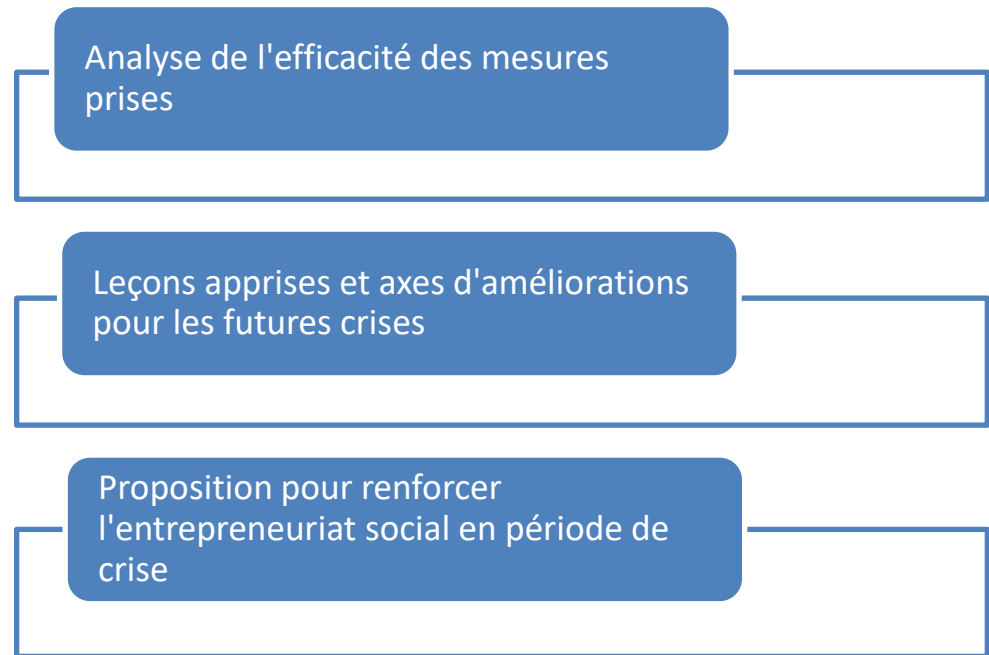 Analyse de l'efficacité des mesures
prises
Leçons apprises et axes d'améliorations
pour les futures crises
Proposition pour renforcer
l'entrepreneuriat social en période de
crise